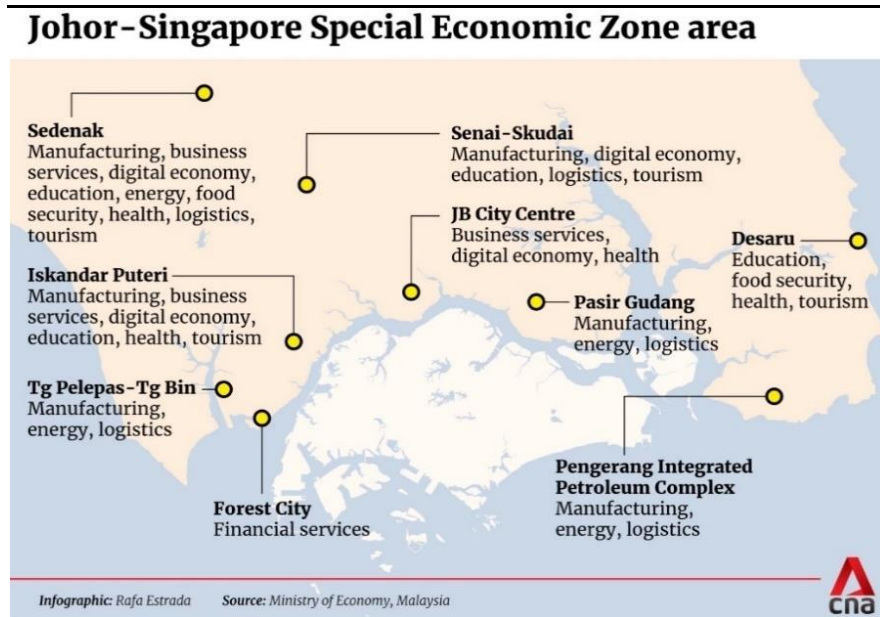 Johor-Singapore Special Economic Zone area
Sedenak
Manufacturing, business
services, digital economy,
education, energy, food
security, health, logistics,
tourism
Senai-Skudai
Manufacturing, digital economy,
education, logistics, tourism
JB City Centre
Business services,
digital economy, health
Desaru
Education,
food security,
health, tourism
Iskandar Puteri
Manufacturing, business
services, digital economy,
education, health, tourism
Pasir Gudang
Manufacturing,
energy, logistics
Tg Pelepas-Tg Bin
Manufacturing,
energy, logistics
Forest City
Financial services
Pengerang Integrated
Petroleum Complex
Manufacturing,
energy, logistics
Infographic: Rafa Estrada Source: Ministry of Economy, Malaysia
cna